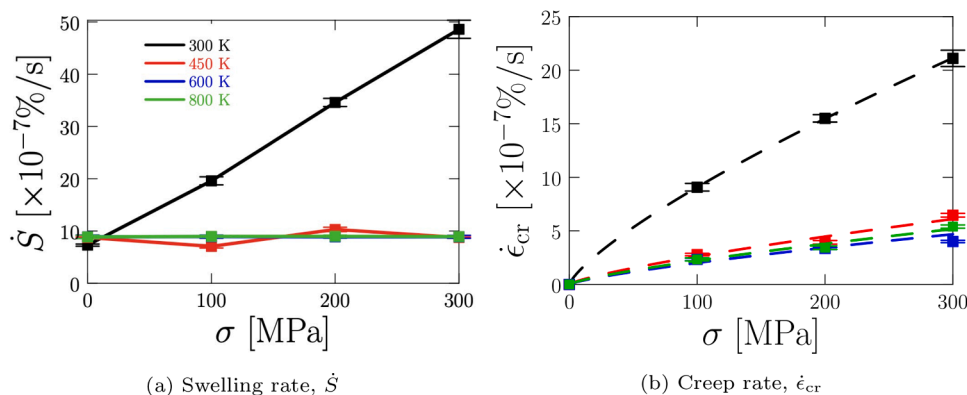 50
40
30
20
10
0
Ṡ [×10⁻⁷%/s]
300 K
450 K
600 K
800 K
0 100 200 300
σ [MPa]
(a) Swelling rate, Ṡ
25
20
15
10
5
0
ϵ̇cr [×10⁻⁷%/s]
0 100 200 300
σ [MPa]
(b) Creep rate, ϵ̇cr